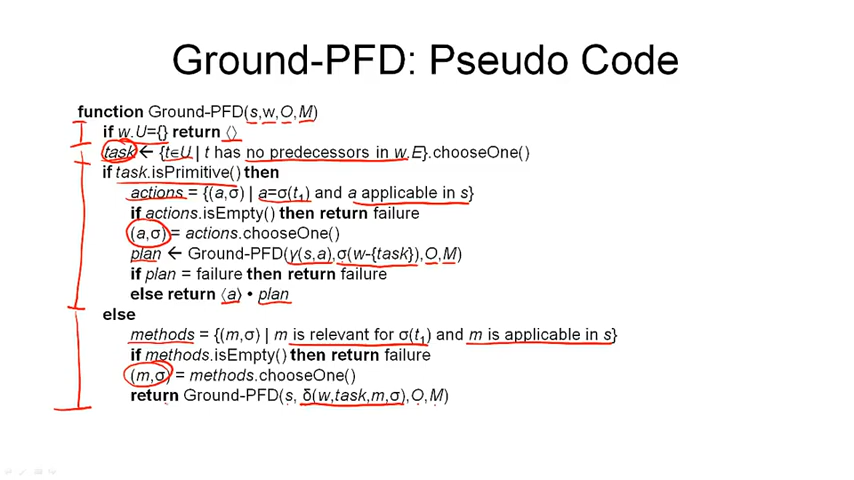 Ground-PFD: Pseudo Code
function Ground-PFD(s,w,O,M)
if w.U={} return ⟨⟩
task ← {t∈U | t has no predecessors in w.E}.chooseOne()
if task.isPrimitive() then
actions = {(a,σ) | a=σ(t₁) and a applicable in s}
if actions.isEmpty() then return failure
(a,σ) = actions.chooseOne()
plan ← Ground-PFD(γ(s,a),σ(w-{task}),O,M)
if plan = failure then return failure
else return ⟨a⟩ • plan
else
methods = {(m,σ) | m is relevant for σ(t₁) and m is applicable in s}
if methods.isEmpty() then return failure
(m,σ) = methods.chooseOne()
return Ground-PFD(s, δ(w,task,m,σ),O,M)